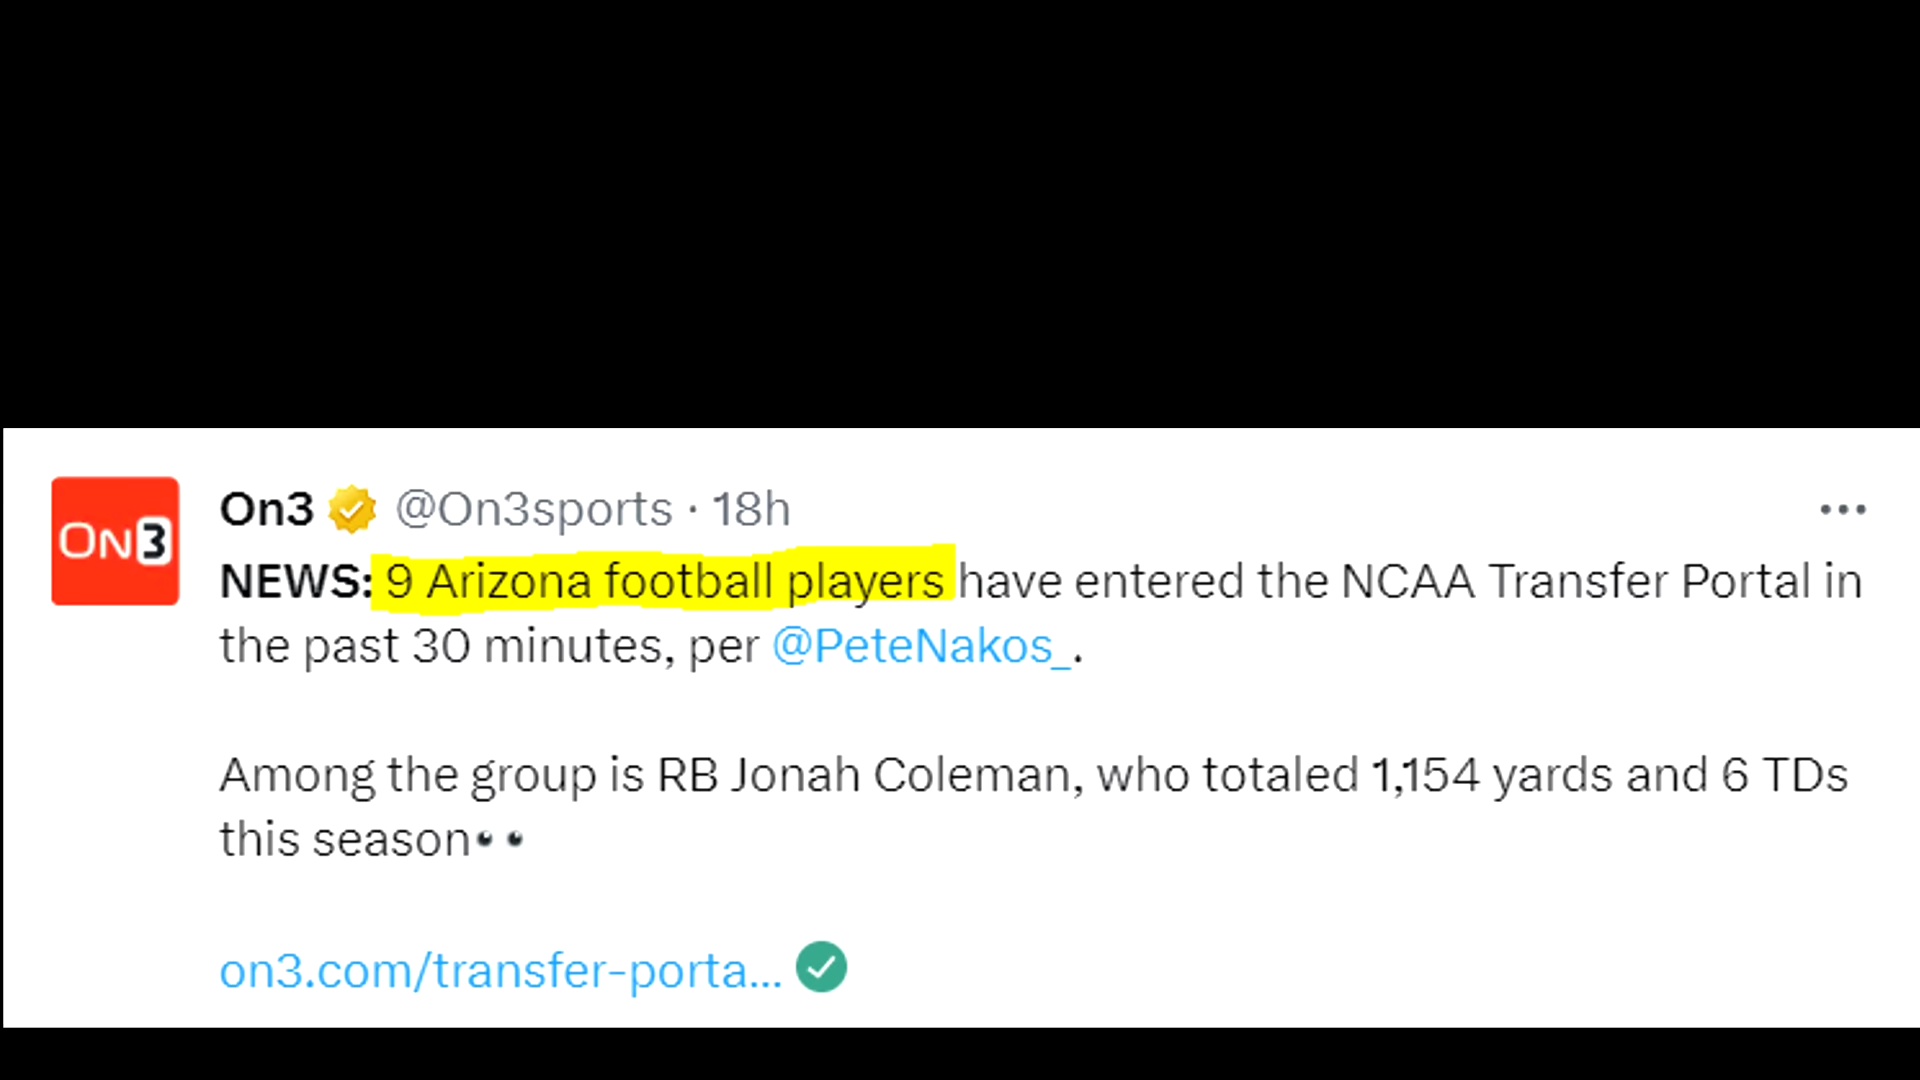 ON3
On3 @On3sports · 18h
NEWS: 9 Arizona football players have entered the NCAA Transfer Portal in
the past 30 minutes, per @PeteNakos_.
Among the group is RB Jonah Coleman, who totaled 1,154 yards and 6 TDs
this season👀
on3.com/transfer-porta...